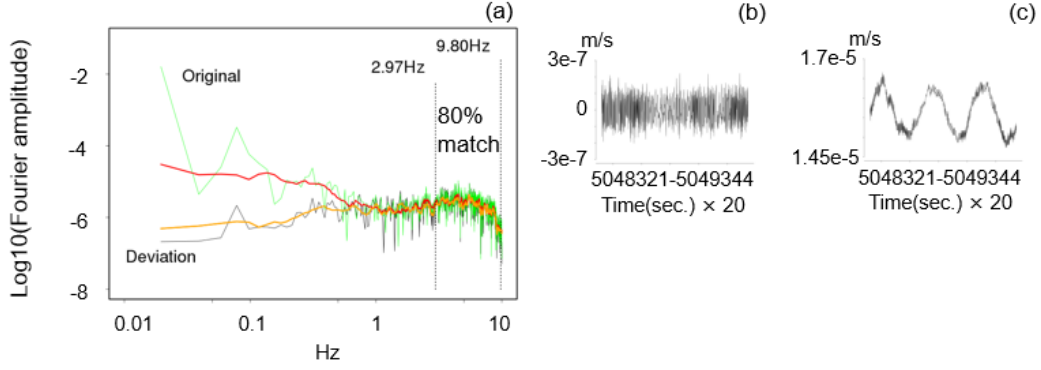 (a)
Log10(Fourier amplitude)
-2
-4
-6
-8
Original
Deviation
2.97Hz
9.80Hz
80%
match
0.01
0.1
1
10
Hz
(b)
m/s
3e-7
0
-3e-7
5048321-5049344
Time(sec.) × 20
(c)
m/s
1.7e-5
1.45e-5
5048321-5049344
Time(sec.) × 20